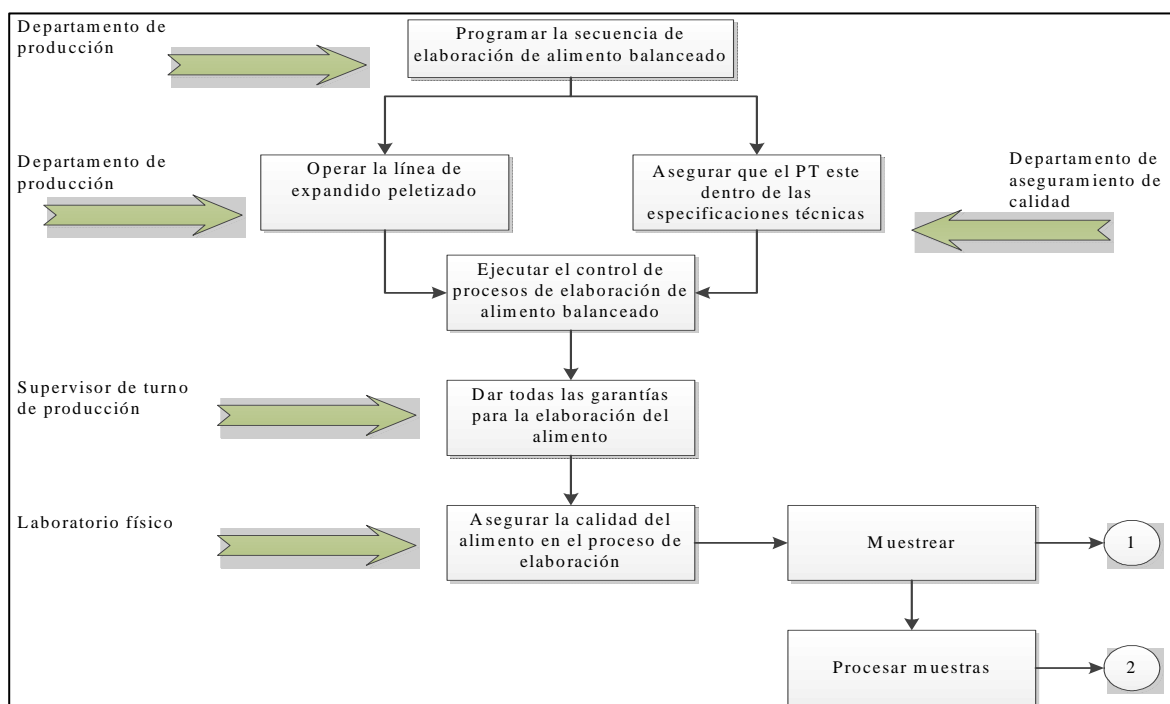 Departamento de
producción
Programar la secuencia de
elaboración de alimento balanceado
Departamento de
producción
Operar la línea de
expandido peletizado
Asegurar que el PT este
dentro de las
especificaciones técnicas
Departamento de
aseguramiento de
calidad
Ejecutar el control de
procesos de elaboración de
alimento balanceado
Supervisor de turno
de producción
Dar todas las garantías
para la elaboración del
alimento
Laboratorio físico
Asegurar la calidad del
alimento en el proceso de
elaboración
Muestrear
1
Procesar muestras
2